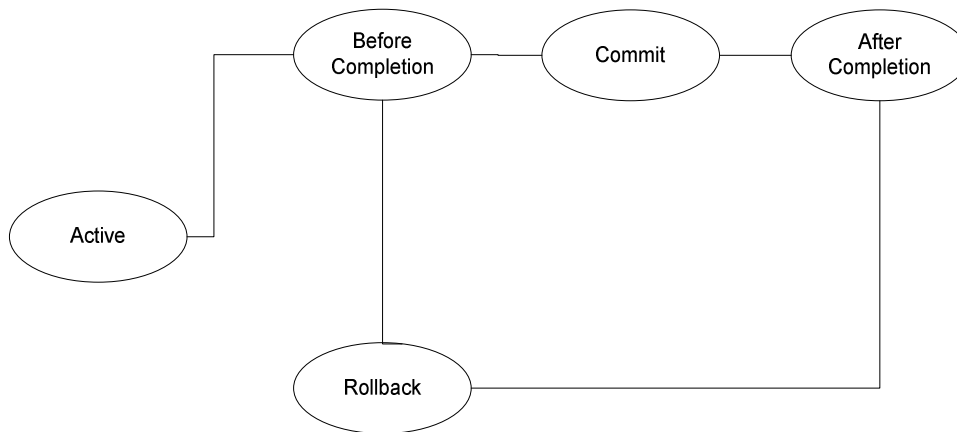 Before
Completion
Commit
After
Completion
Active
Rollback